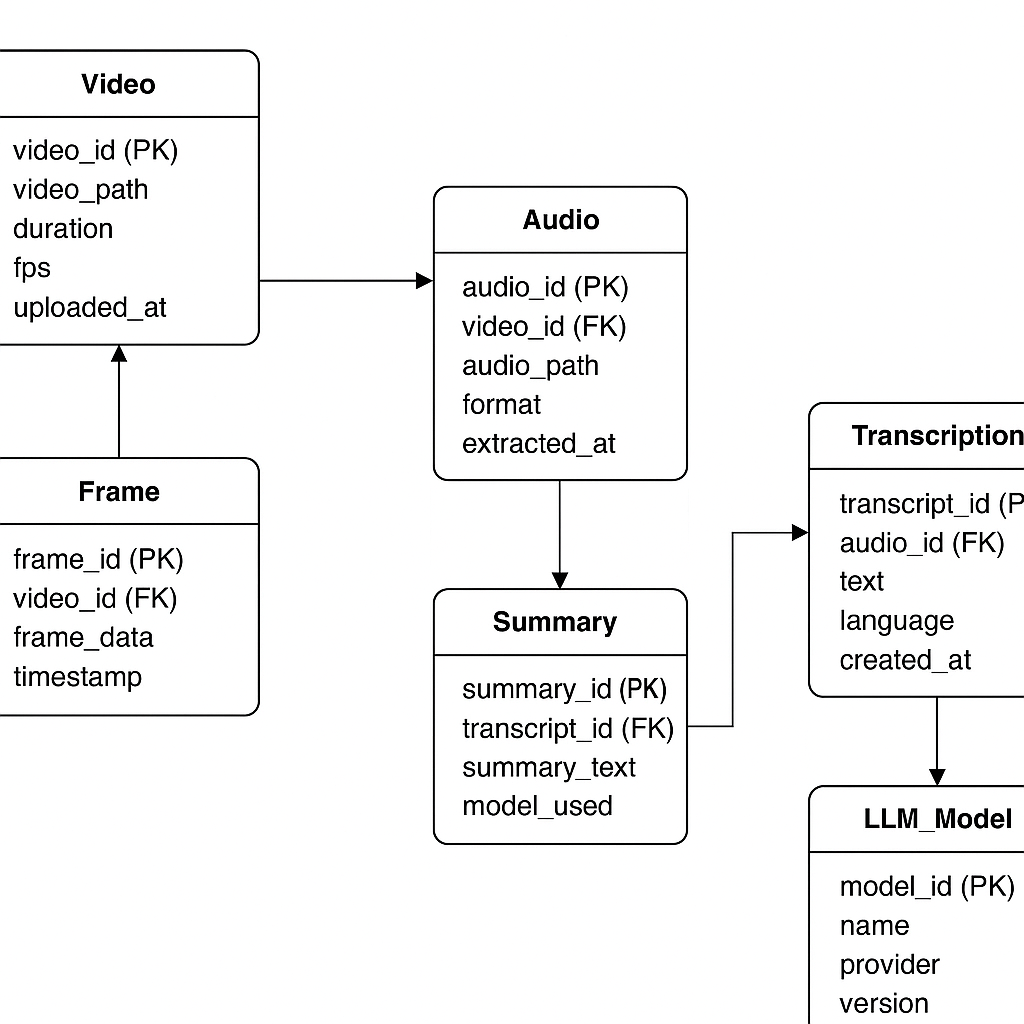 Video
video_id (PK)
video_path
duration
fps
uploaded_at
Frame
frame_id (PK)
video_id (FK)
frame_data
timestamp
Audio
audio_id (PK)
video_id (FK)
audio_path
format
extracted_at
Summary
summary_id (PK)
transcript_id (FK)
summary_text
model_used
Transcription
transcript_id (P
audio_id (FK)
text
language
created_at
LLM_Model
model_id (PK)
name
provider
version